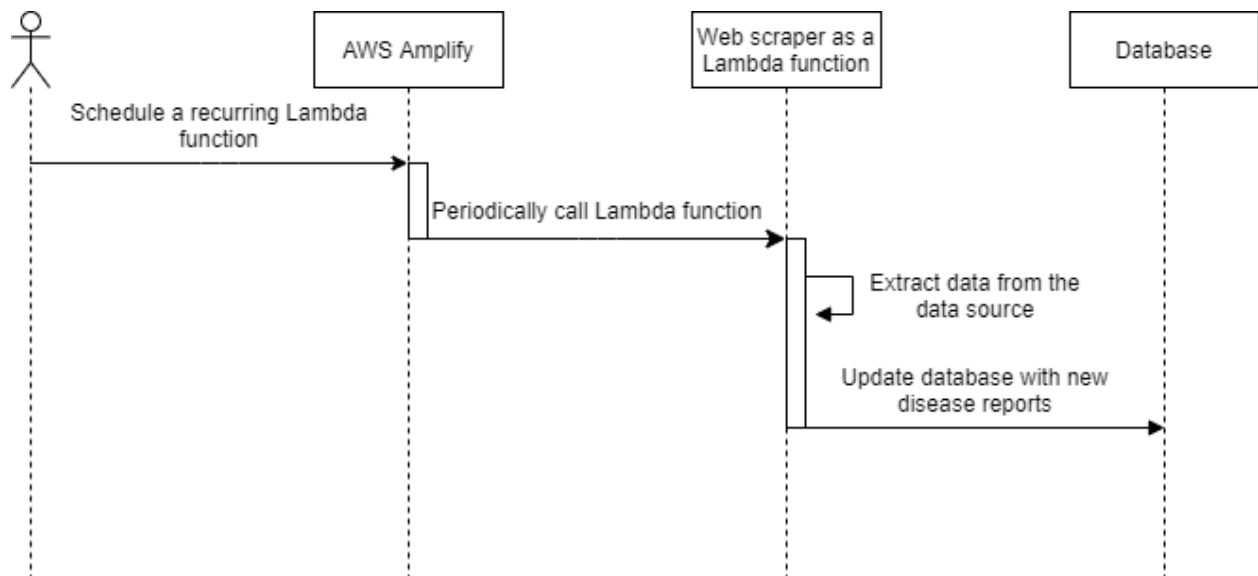 AWS Amplify
Web scraper as a
Lambda function
Database
Schedule a recurring Lambda
function
Periodically call Lambda function
Extract data from the
data source
Update database with new
disease reports